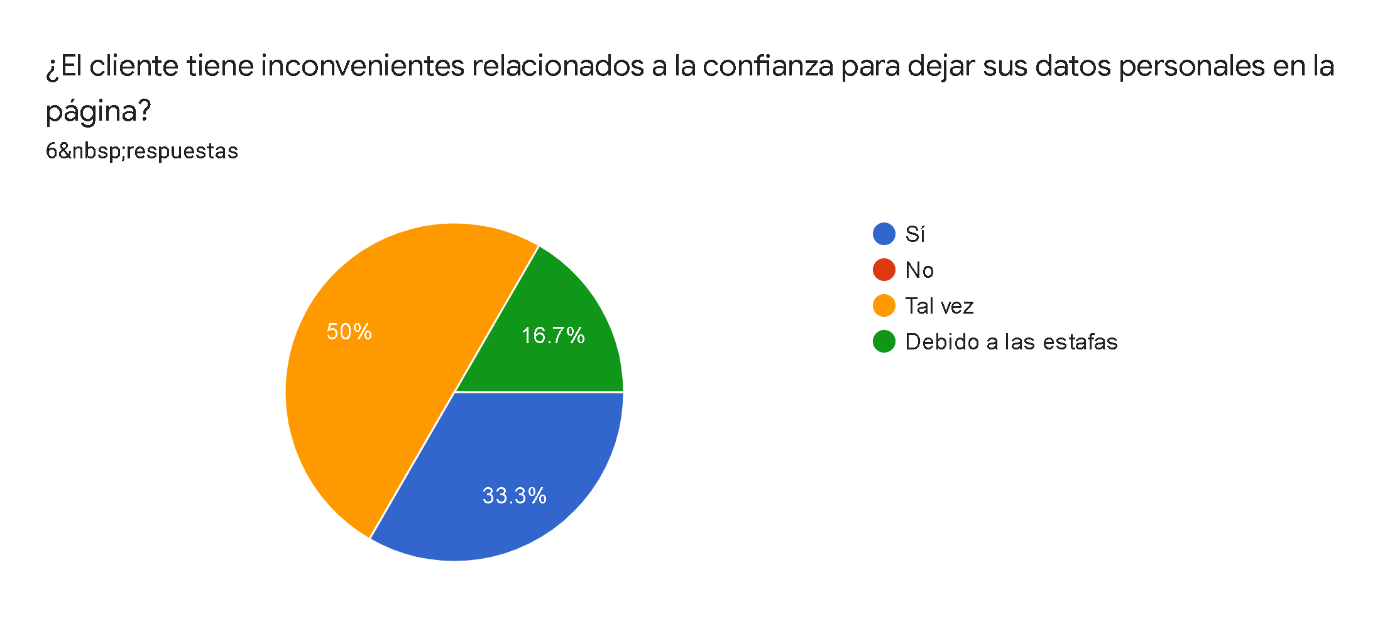 ¿El cliente tiene inconvenientes relacionados a la confianza para dejar sus datos personales en la
página?
6&nbsp;respuestas
Sí
No
Tal vez
Debido a las estafas
50%
16.7%
33.3%